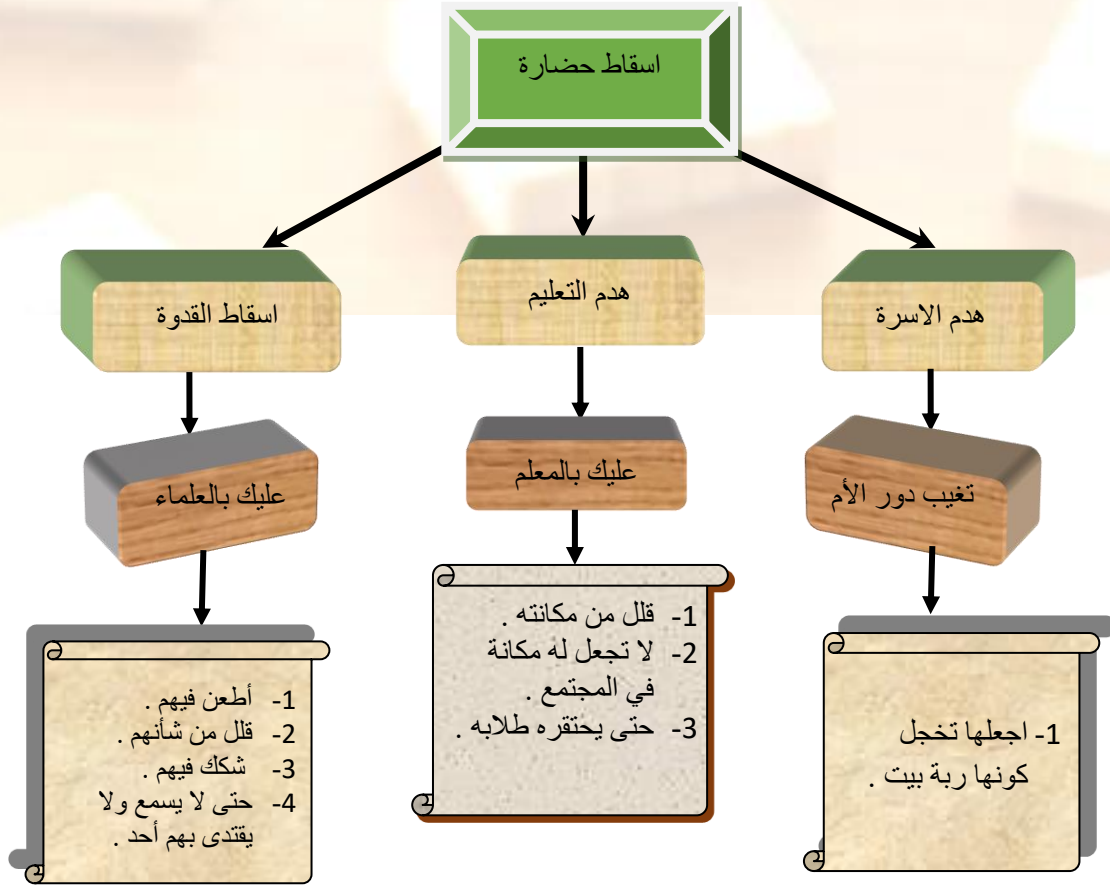 اسقاط حضارة
هدم الاسرة
هدم التعليم
اسقاط القدوة
تغيب دور الأم
عليك بالمعلم
عليك بالعلماء
1- اجعلها تخجل
كونها ربة بيت .
1- قلل من مكانته .
2- لا تجعل له مكانة
في المجتمع .
3- حتى يحتقره طلابه .
1- أطعن فيهم .
2- قلل من شأنهم .
3- شكك فيهم .
4- حتى لا يسمع ولا
يقتدى بهم أحد .